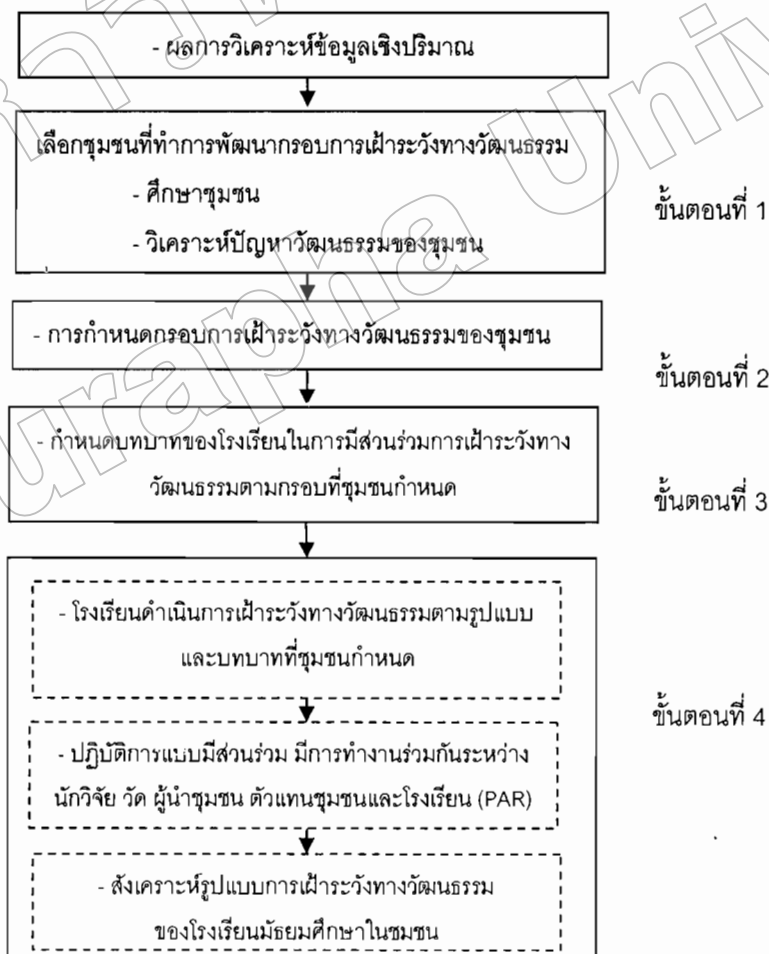 - ผลการวิเคราะห์ข้อมูลเชิงปริมาณ
เลือกชุมชนที่ทำการพัฒนากรอบการเฝ้าระวังทางวัฒนธรรม
- ศึกษาชุมชน
- วิเคราะห์ปัญหาวัฒนธรรมของชุมชน
ขั้นตอนที่ 1
- การกำหนดกรอบการเฝ้าระวังทางวัฒนธรรมของชุมชน
ขั้นตอนที่ 2
- กำหนดบทบาทของโรงเรียนในการมีส่วนร่วมการเฝ้าระวังทาง
วัฒนธรรมตามกรอบที่ชุมชนกำหนด
ขั้นตอนที่ 3
- โรงเรียนดำเนินการเฝ้าระวังทางวัฒนธรรมตามรูปแบบ
และบทบาทที่ชุมชนกำหนด
ขั้นตอนที่ 4
- ปฏิบัติการแบบมีส่วนร่วม มีการทำงานร่วมกันระหว่าง
นักวิจัย วัด ผู้นำชุมชน ตัวแทนชุมชนและโรงเรียน (PAR)
- สังเคราะห์รูปแบบการเฝ้าระวังทางวัฒนธรรม
ของโรงเรียนมัธยมศึกษาในชุมชน
urapha Uni